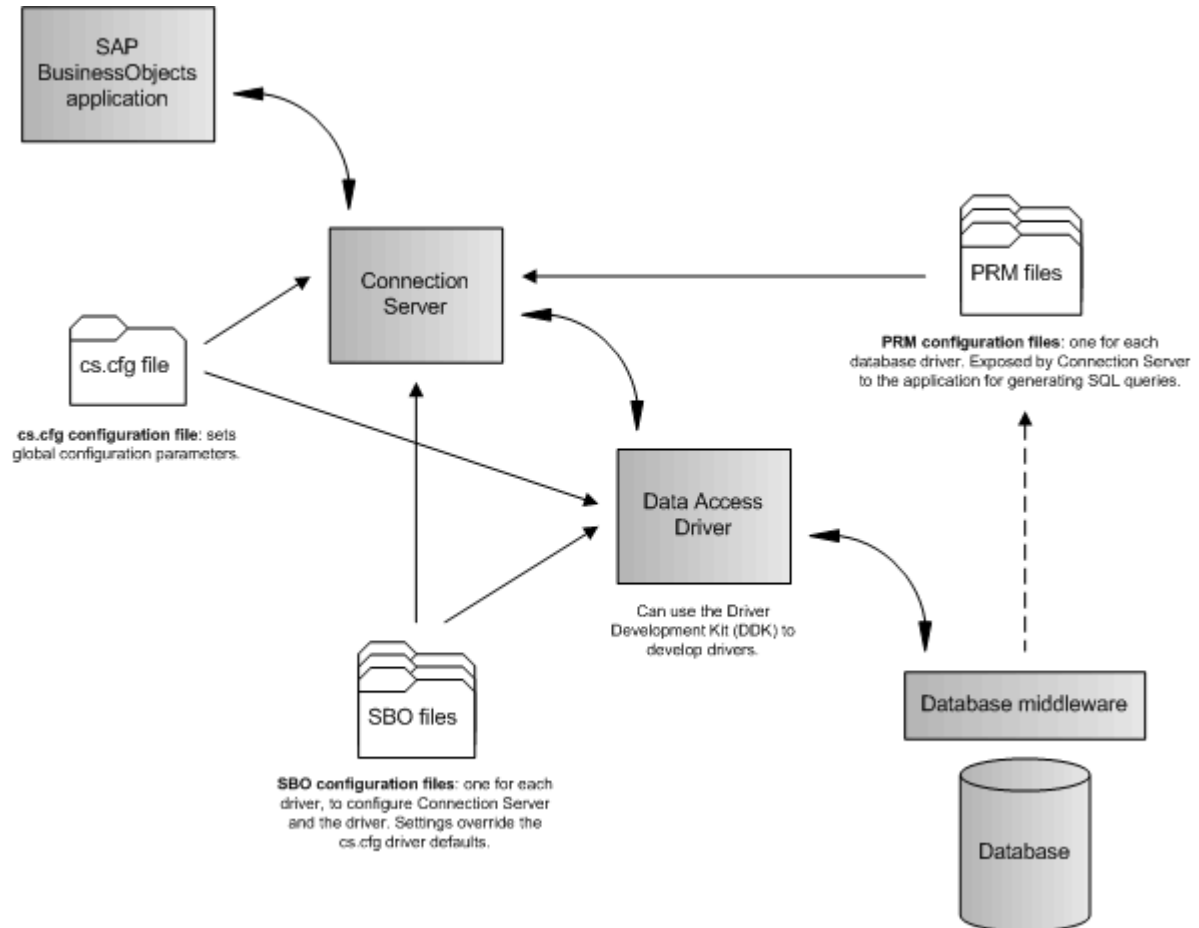 SAP
BusinessObjects
application
Connection
Server
PRM files
PRM configuration files: one for each
database driver. Exposed by Connection Server
to the application for generating SQL queries.
cs.cfg file
cs.cfg configuration file: sets
global configuration parameters.
Data Access
Driver
Can use the Driver
Development Kit (DDK) to
develop drivers.
SBO files
SBO configuration files: one for each
driver, to configure Connection Server
and the driver. Settings override the
cs.cfg driver defaults.
Database middleware
Database